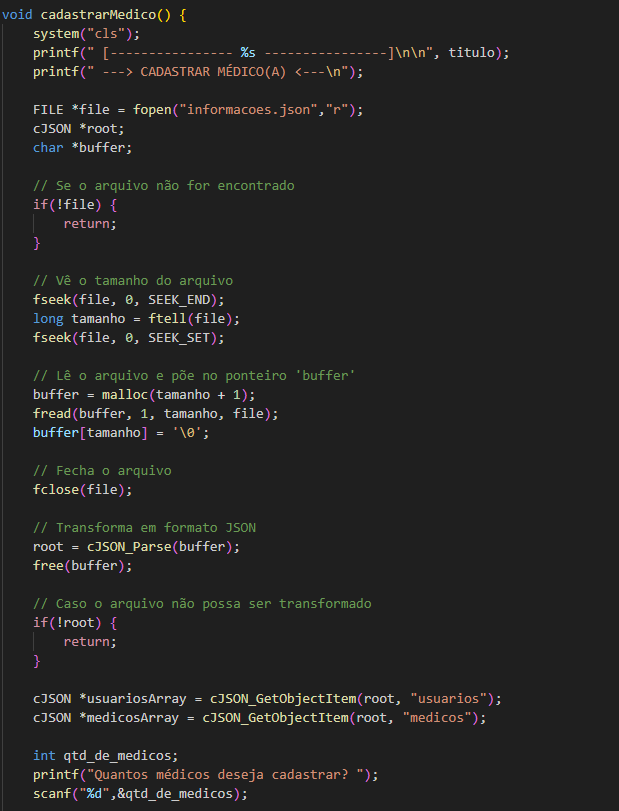 void cadastrarMedico() {
    system("cls");
    printf(" [---------------- %s ----------------]\n\n", titulo);
    printf(" ---> CADASTRAR MÉDICO(A) <---\n");

    FILE *file = fopen("informacoes.json","r");
    cJSON *root;
    char *buffer;

    // Se o arquivo não for encontrado
    if(!file) {
        return;
    }

    // Vê o tamanho do arquivo
    fseek(file, 0, SEEK_END);
    long tamanho = ftell(file);
    fseek(file, 0, SEEK_SET);

    // Lê o arquivo e põe no ponteiro 'buffer'
    buffer = malloc(tamanho + 1);
    fread(buffer, 1, tamanho, file);
    buffer[tamanho] = '\0';

    // Fecha o arquivo
    fclose(file);

    // Transforma em formato JSON
    root = cJSON_Parse(buffer);
    free(buffer);

    // Caso o arquivo não possa ser transformado
    if(!root) {
        return;
    }

    cJSON *usuariosArray = cJSON_GetObjectItem(root, "usuarios");
    cJSON *medicosArray = cJSON_GetObjectItem(root, "medicos");

    int qtd_de_medicos;
    printf("Quantos médicos deseja cadastrar? ");
    scanf("%d",&qtd_de_medicos);